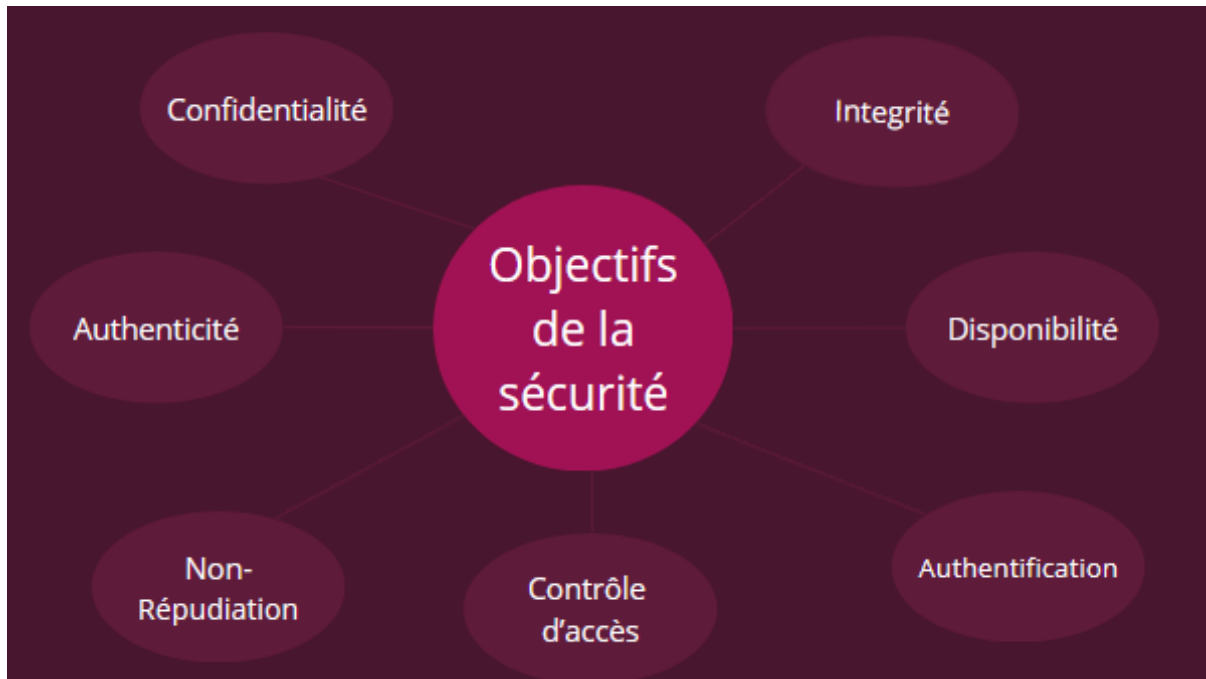 Confidentialité
Integrité
Objectifs
de la
sécurité
Authenticité
Disponibilité
Non-
Répudiation
Contrôle
d’accès
Authentification